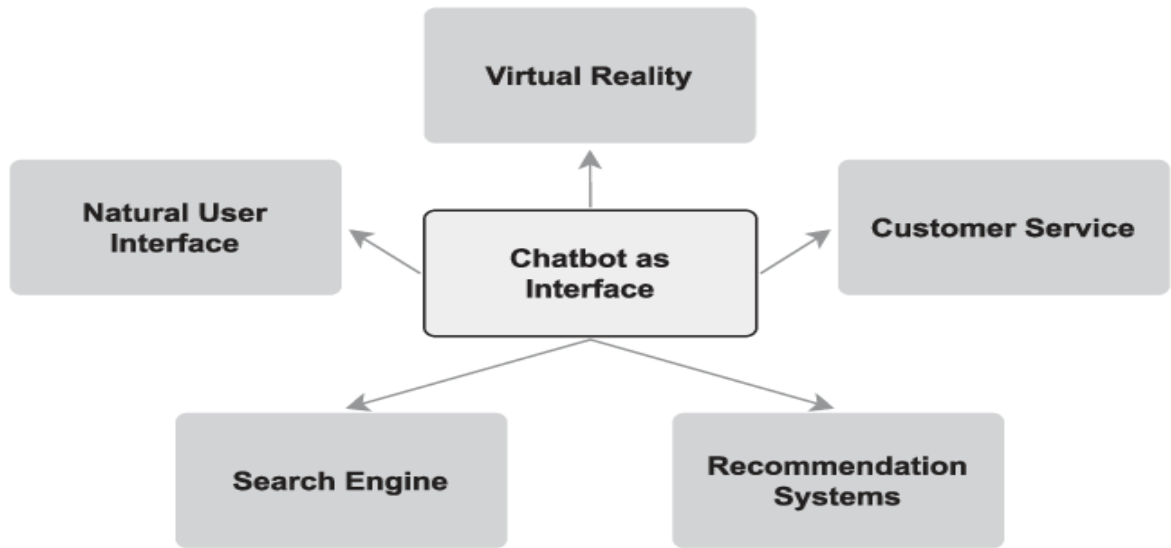 Virtual Reality
Natural User
Interface
Customer Service
Chatbot as
Interface
Search Engine
Recommendation
Systems